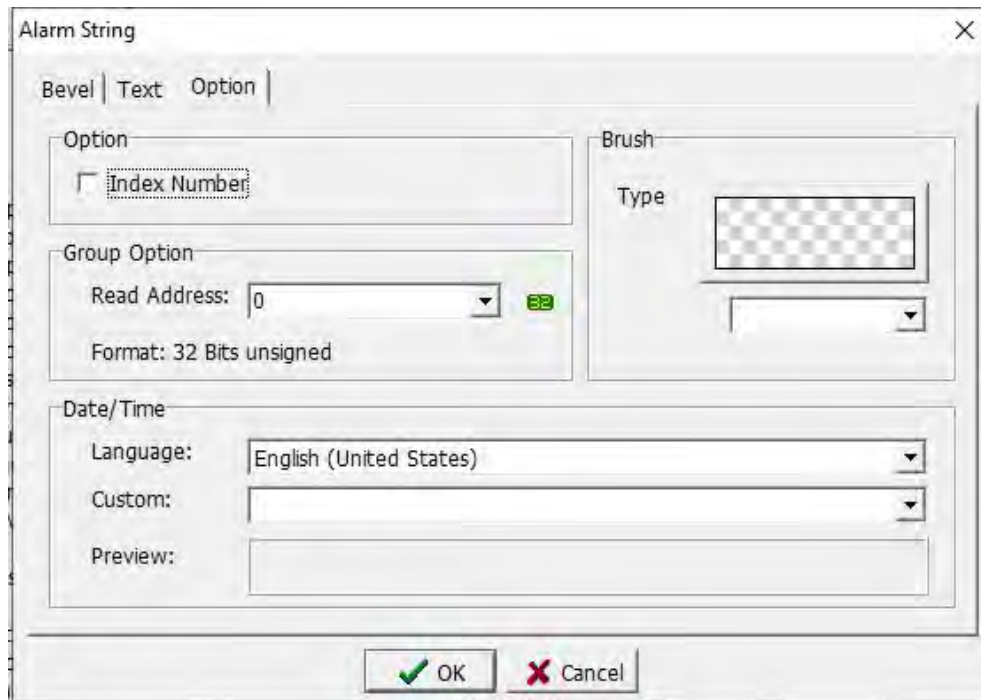 Alarm String
Bevel Text Option
Option
Index Number
Brush
Type
Group Option
Read Address: 0 32
Format: 32 Bits unsigned
Date/Time
Language: English (United States)
Custom:
Preview:
OK Cancel